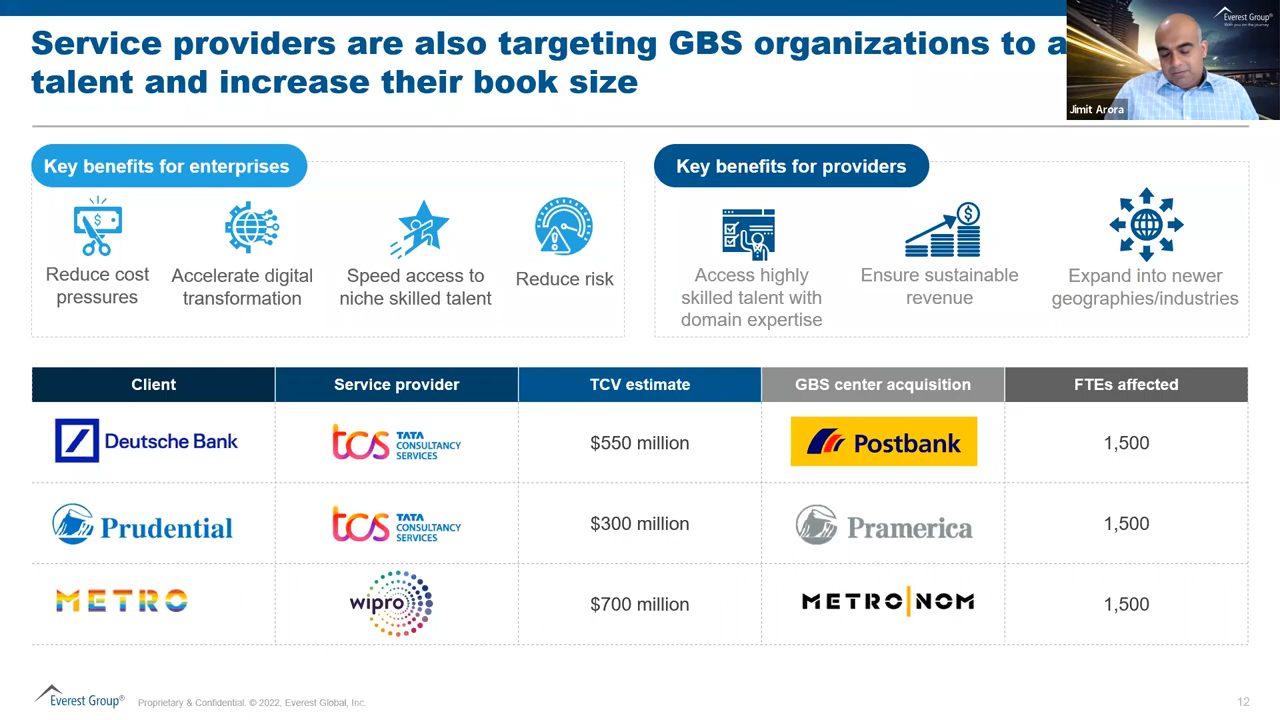 Service providers are also targeting GBS organizations to a
talent and increase their book size
Everest Group®
Jimit Arora
Key benefits for enterprises
Key benefits for providers
Reduce cost
pressures
Accelerate digital
transformation
Speed access to
niche skilled talent
Reduce risk
Access highly
skilled talent with
domain expertise
Ensure sustainable
revenue
Expand into newer
geographies/industries
Client
Service provider
TCV estimate
GBS center acquisition
FTEs affected
Deutsche Bank
tcs TATA
CONSULTANCY
SERVICES
$550 million
Postbank
1,500
Prudential
tcs TATA
CONSULTANCY
SERVICES
$300 million
Pramerica
1,500
METRO
wipro
$700 million
METRO|NOM
1,500
Everest Group®
Proprietary & Confidential. © 2022, Everest Global, Inc.
12